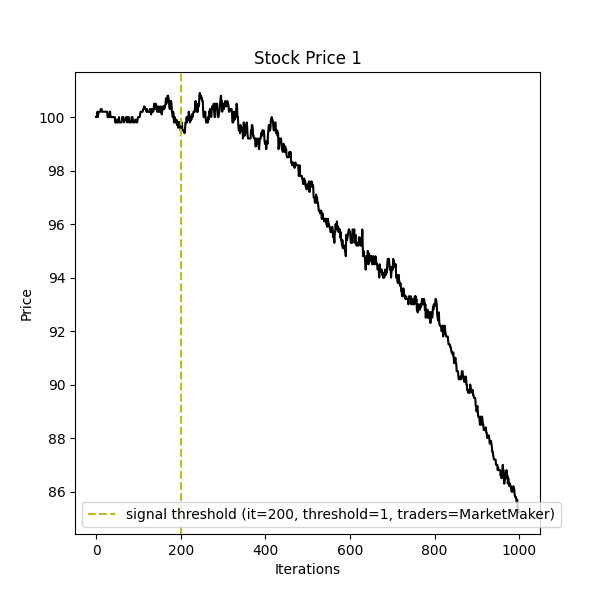 Stock Price 1
Price
100
98
96
94
92
90
88
86
signal threshold (it=200, threshold=1, traders=MarketMaker)
0 200 400 600 800 1000
Iterations